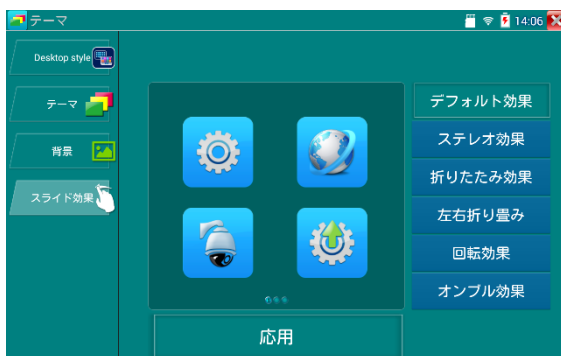 テーマ
14:06
Desktop style
テーマ
背景
スライド効果
デフォルト効果
ステレオ効果
折りたたみ効果
左右折り畳み
回転効果
オンブル効果
応用